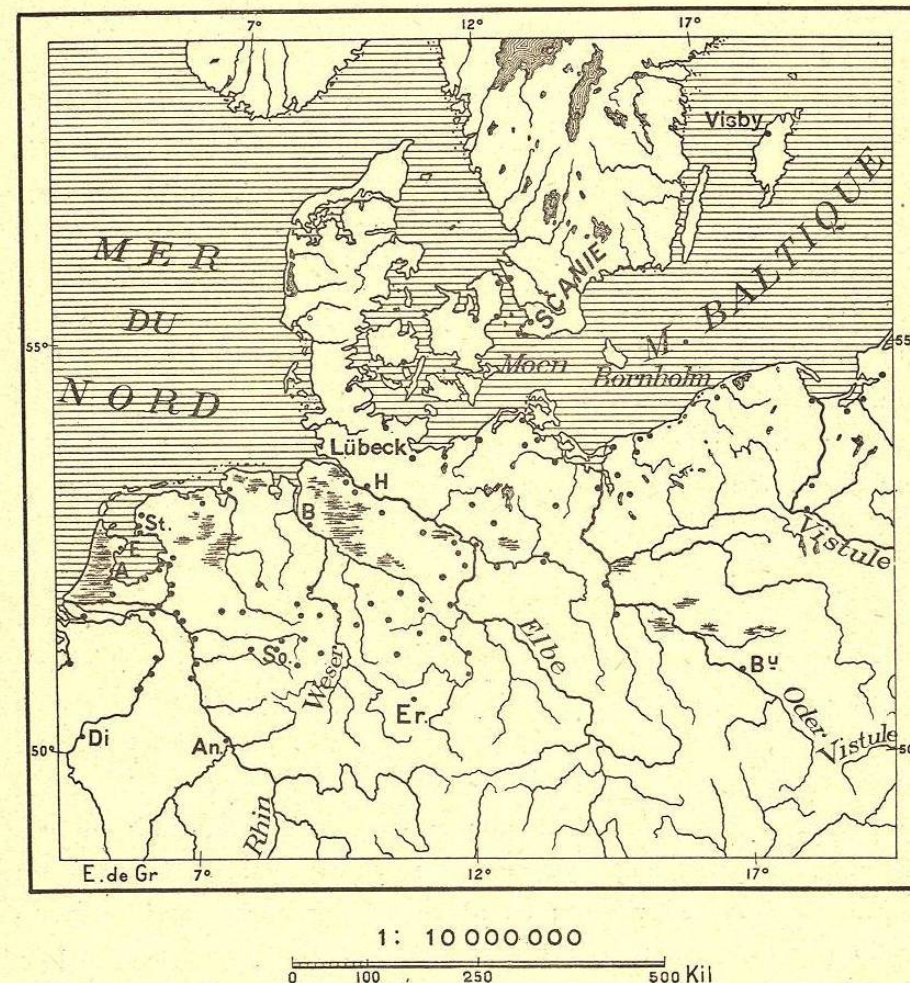 7° 12° 17°
Visby
MER
DU
NORD
M. BALTIQUE
SCANIE
55° 55
Moen
Bornholm
Lübeck
H
B
St.
E
A
Vistule
Elbe
So.
Weser
Bu
Er.
Oder
Di
An.
50° 50
Vistule
Rhin
E. de Gr 7° 12° 17°
1: 10 000 000
0 100 250 500 Kil